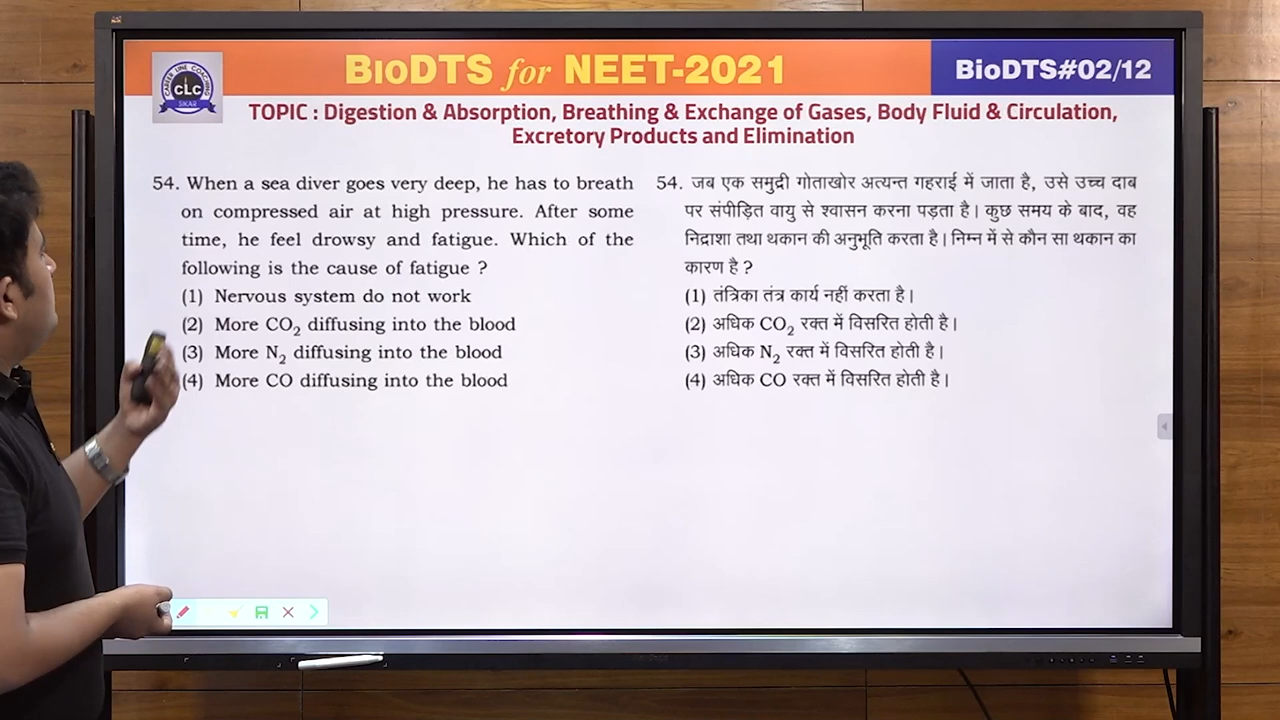 BIODTS for NEET-2021
BioDTS#02/12
CAREER LINE COACHING
CLC
SIKAR
TOPIC : Digestion & Absorption, Breathing & Exchange of Gases, Body Fluid & Circulation,
Excretory Products and Elimination
54. When a sea diver goes very deep, he has to breath
on compressed air at high pressure. After some
time, he feel drowsy and fatigue. Which of the
following is the cause of fatigue ?
(1) Nervous system do not work
(2) More CO₂ diffusing into the blood
(3) More N₂ diffusing into the blood
(4) More CO diffusing into the blood
54. जब एक समुद्री गोताखोर अत्यन्त गहराई में जाता है, उसे उच्च दाब
पर संपीड़ित वायु से श्वासन करना पड़ता है। कुछ समय के बाद, वह
निद्राशा तथा थकान की अनुभूति करता है। निम्न में से कौन सा थकान का
कारण है ?
(1) तंत्रिका तंत्र कार्य नहीं करता है।
(2) अधिक CO₂ रक्त में विसरित होती है।
(3) अधिक N₂ रक्त में विसरित होती है।
(4) अधिक CO रक्त में विसरित होती है।